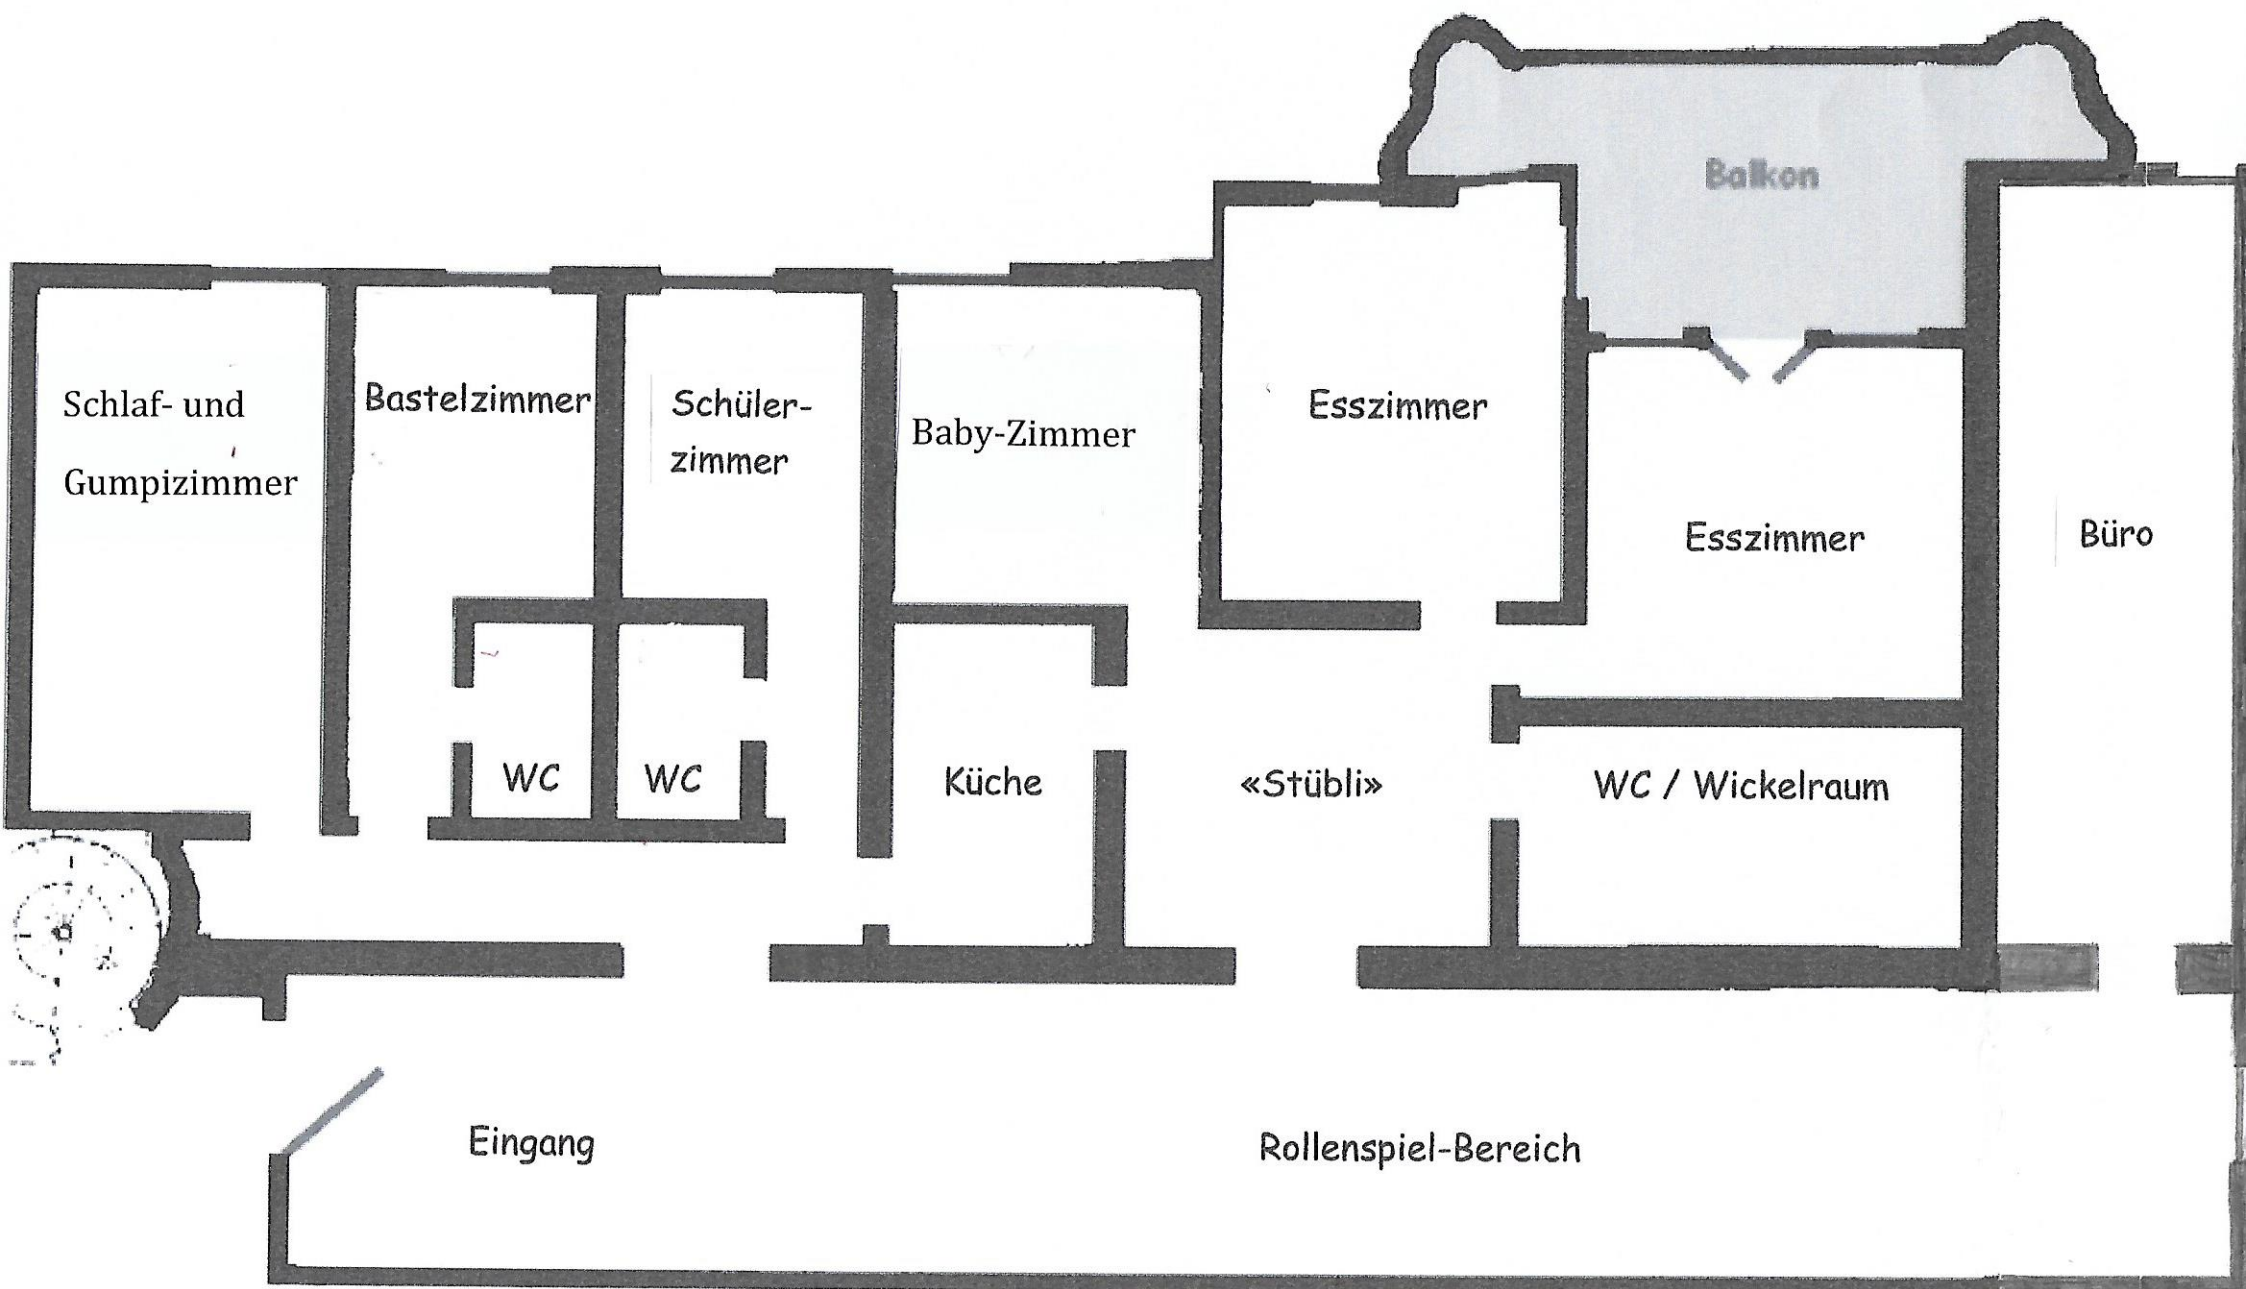 Balkon
Schlaf- und
Gumpizimmer
Bastelzimmer
Schüler-
zimmer
Baby-Zimmer
Esszimmer
Esszimmer
Büro
WC
WC
Küche
«Stübli»
WC / Wickelraum
Eingang
Rollenspiel-Bereich